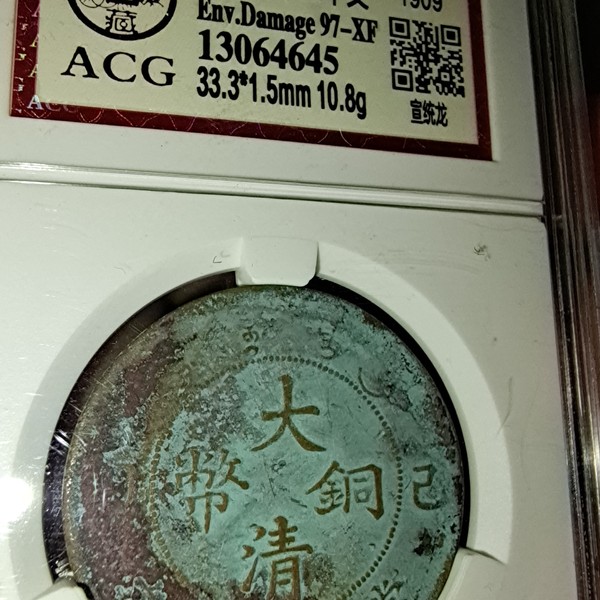 1909
Env.Damage 97-XF
13064645
33.3*1.5mm 10.8g
ACG
宣统龙
大
幣 銅 己
清